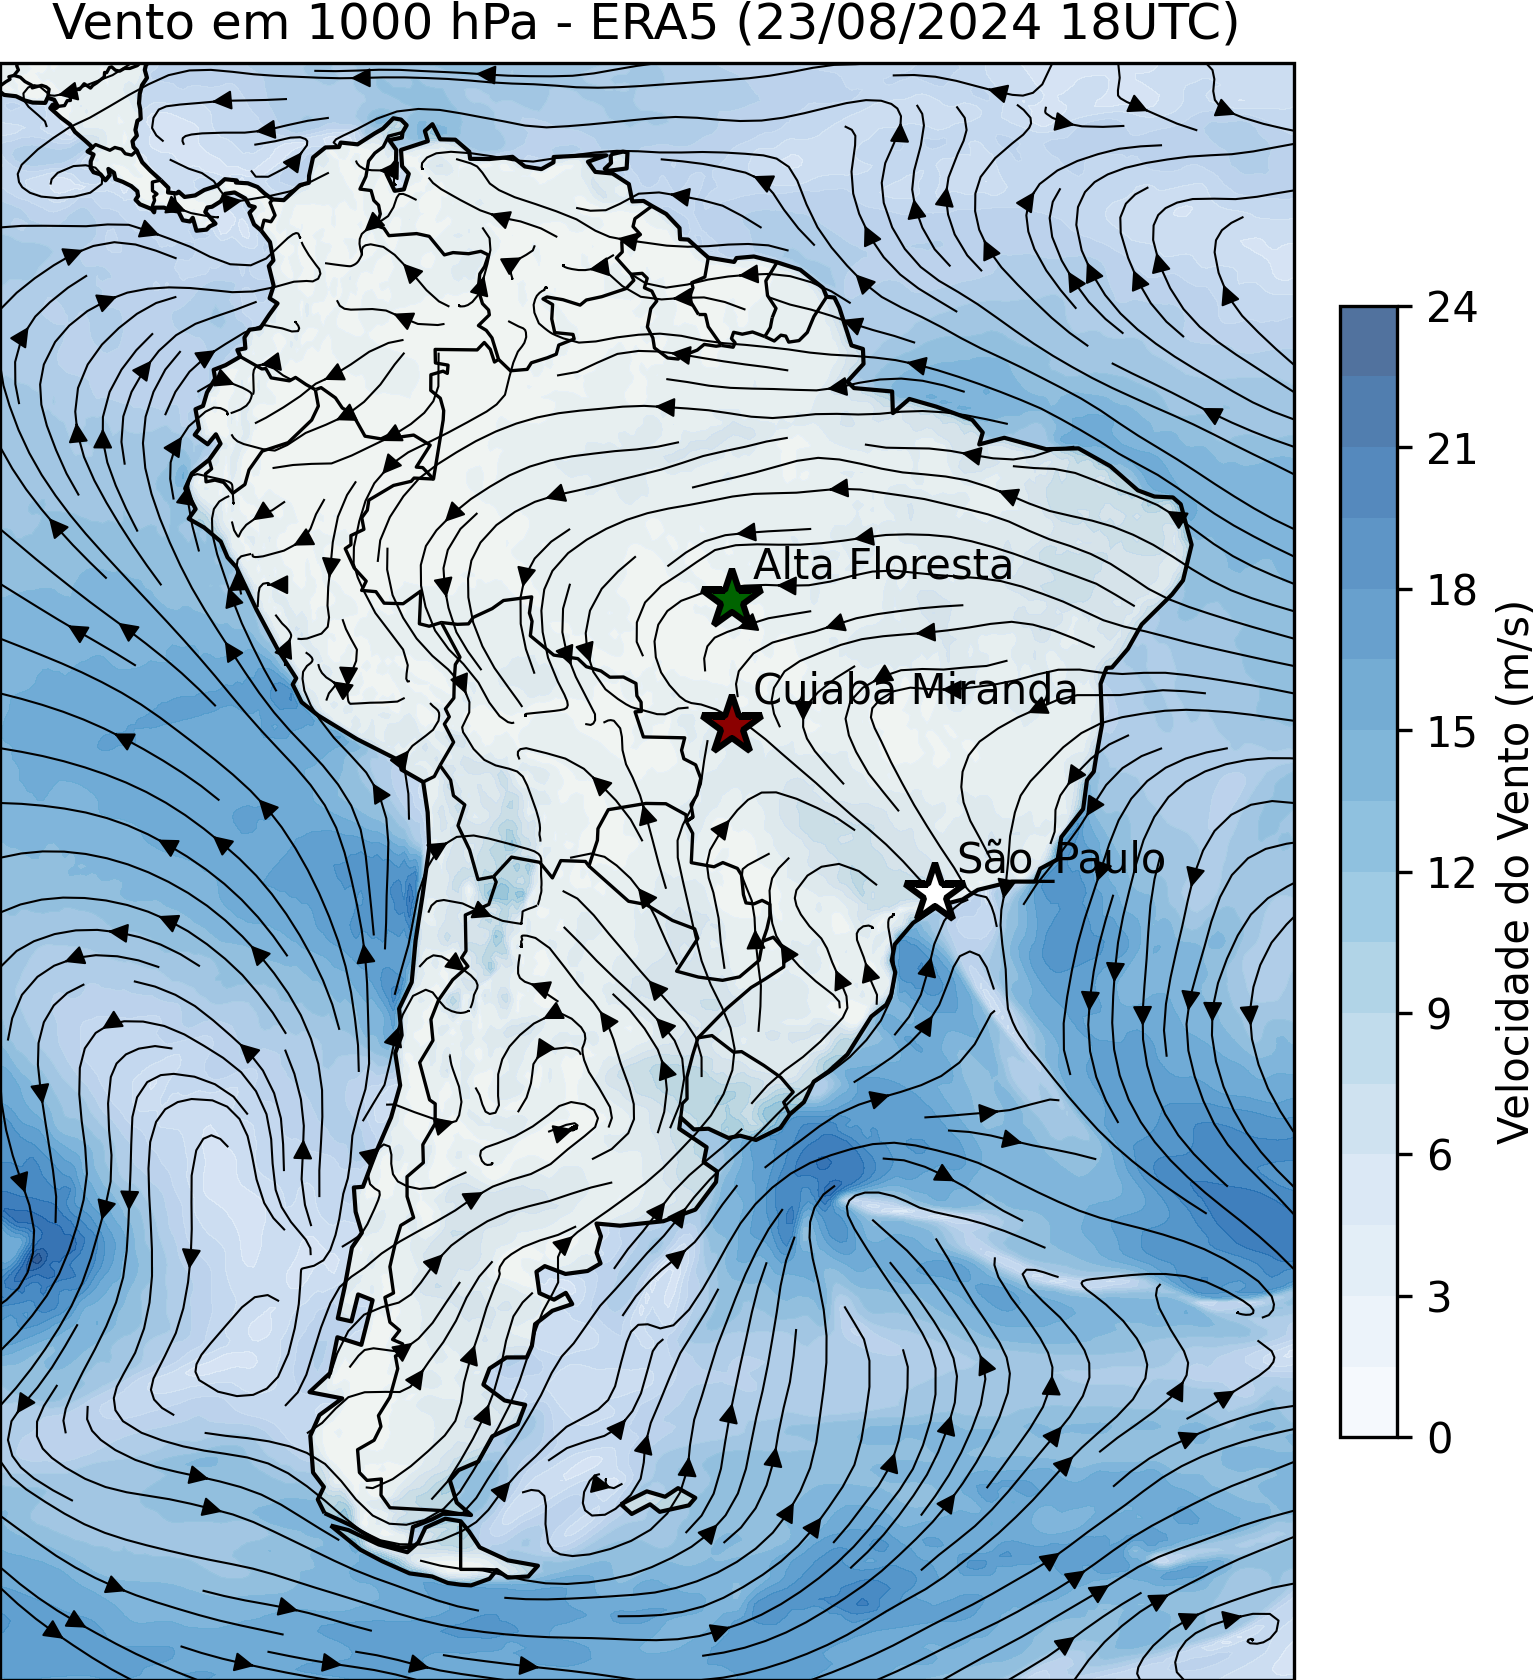 Vento em 1000 hPa - ERA5 (23/08/2024 18UTC)
Alta Floresta
Cuiaba Miranda
São Paulo
24
21
18
15
12
9
6
3
0
Velocidade do Vento (m/s)